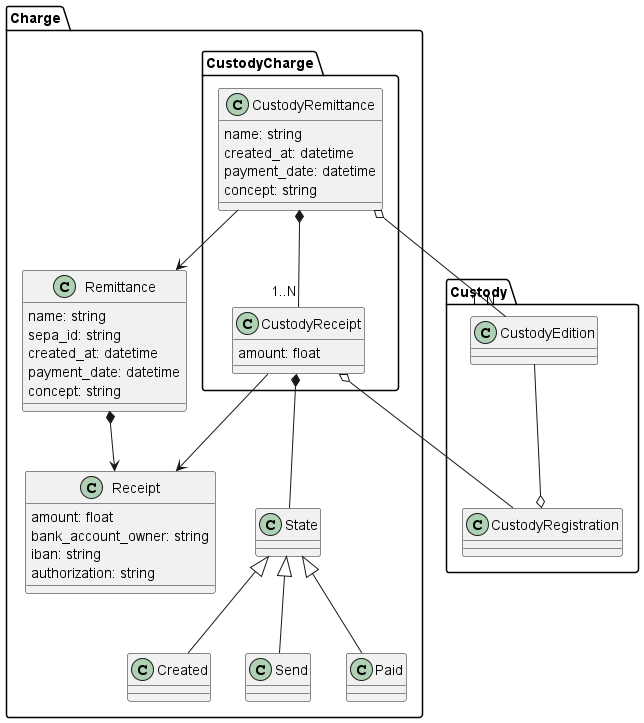 Charge
CustodyCharge
C CustodyRemittance
name: string
created_at: datetime
payment_date: datetime
concept: string
C Remittance
name: string
sepa_id: string
created_at: datetime
payment_date: datetime
concept: string
1..N
C CustodyReceipt
amount: float
Custody
C CustodyEdition
C Receipt
amount: float
bank_account_owner: string
iban: string
authorization: string
C State
C CustodyRegistration
C Created
C Send
C Paid